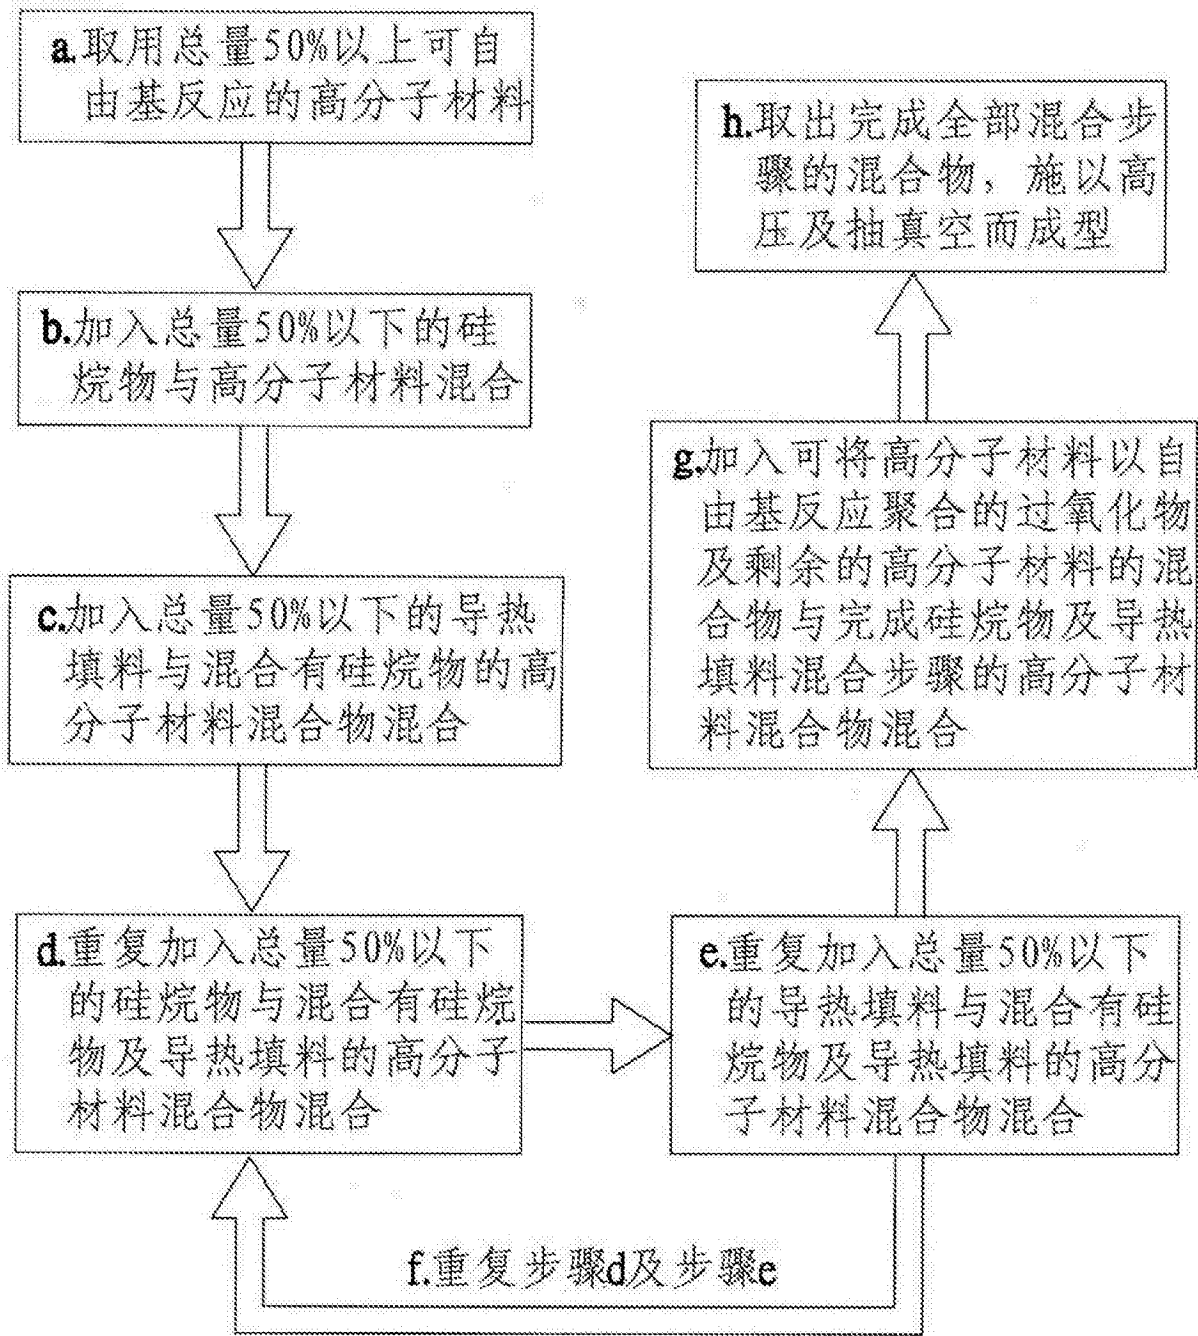 a.取用总量50%以上可自
由基反应的高分子材料
b.加入总量50%以下的硅
烷物与高分子材料混合
c.加入总量50%以下的导热
填料与混合有硅烷物的高
分子材料混合物混合
d.重复加入总量50%以下
的硅烷物与混合有硅烷
物及导热填料的高分子
材料混合物混合
e.重复加入总量50%以下
的导热填料与混合有硅
烷物及导热填料的高分
子材料混合物混合
f.重复步骤d及步骤e
g.加入可将高分子材料以自
由基反应聚合的过氧化物
及剩余的高分子材料的混
合物与完成硅烷物及导热
填料混合步骤的高分子材
料混合物混合
h.取出完成全部混合步
骤的混合物，施以高
压及抽真空而成型